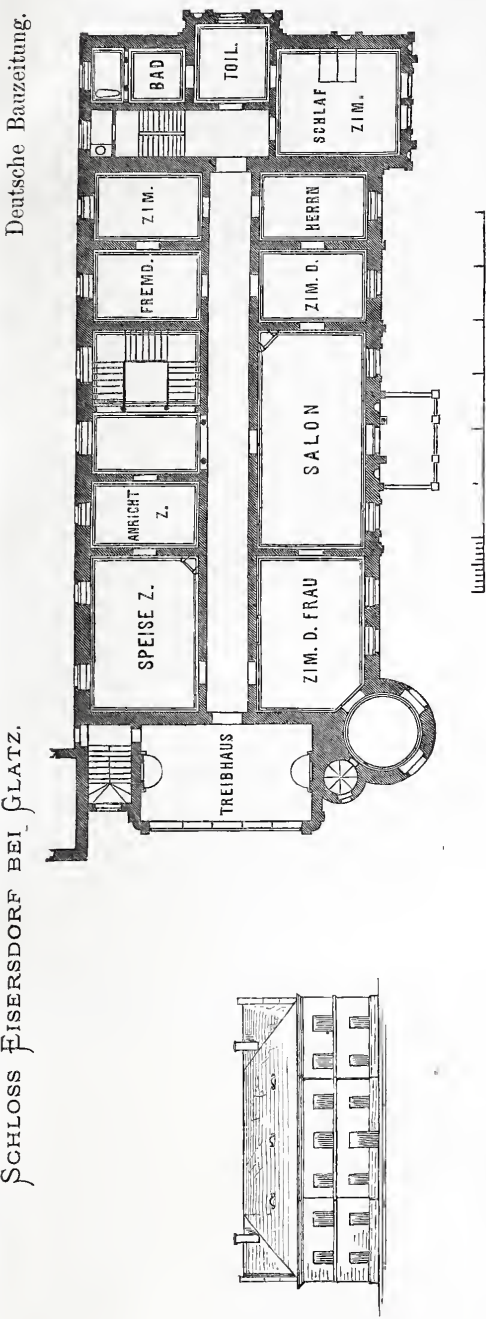 Deutsche Bauzeitung.
SCHLOSS EISERSDORF BEI GLATZ.
BAD
TOIL.
SCHLAF
ZIM.
FREMD.
ZIM.
ZIM. D.
HERRN
ANRICHT
Z.
SALON
SPEISE Z.
ZIM. D. FRAU
TREIBHAUS